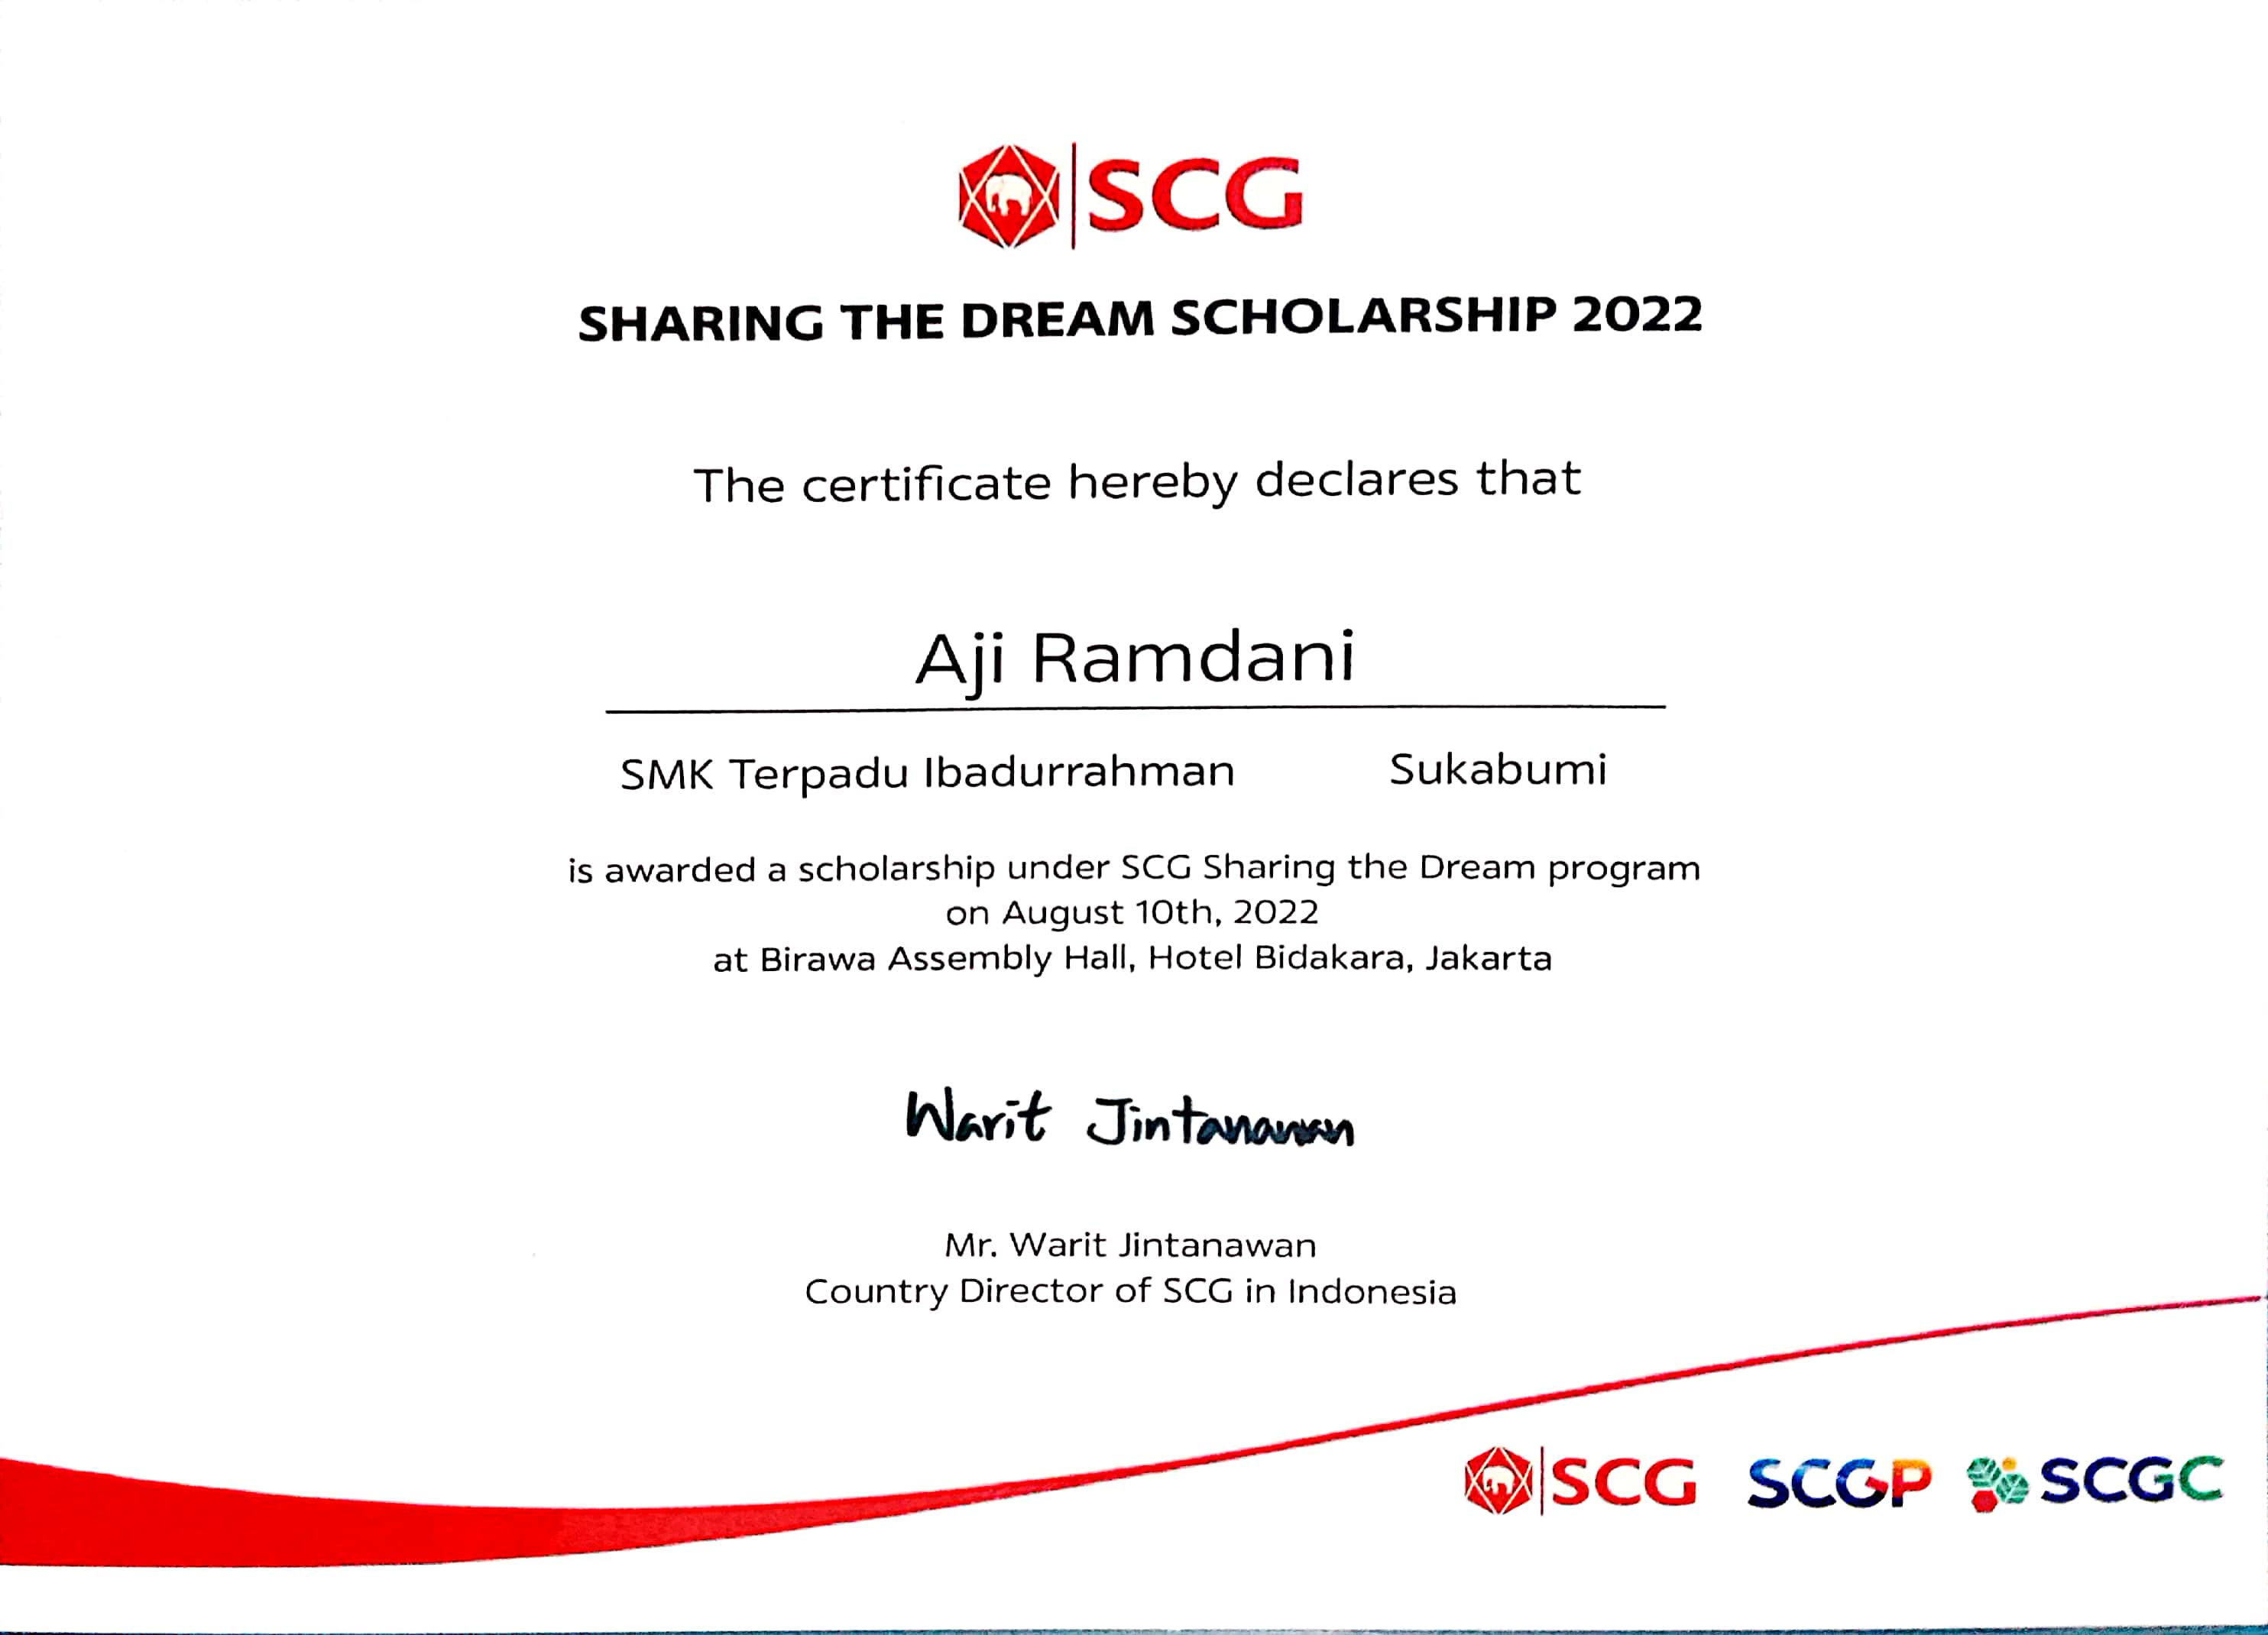 SCG
SHARING THE DREAM SCHOLARSHIP 2022
The certificate hereby declares that
Aji Ramdani
SMK Terpadu Ibadurrahman Sukabumi
is awarded a scholarship under SCG Sharing the Dream program
on August 10th, 2022
at Birawa Assembly Hall, Hotel Bidakara, Jakarta
Warit Jintanawan
Mr. Warit Jintanawan
Country Director of SCG in Indonesia
SCG SCGP SCGC